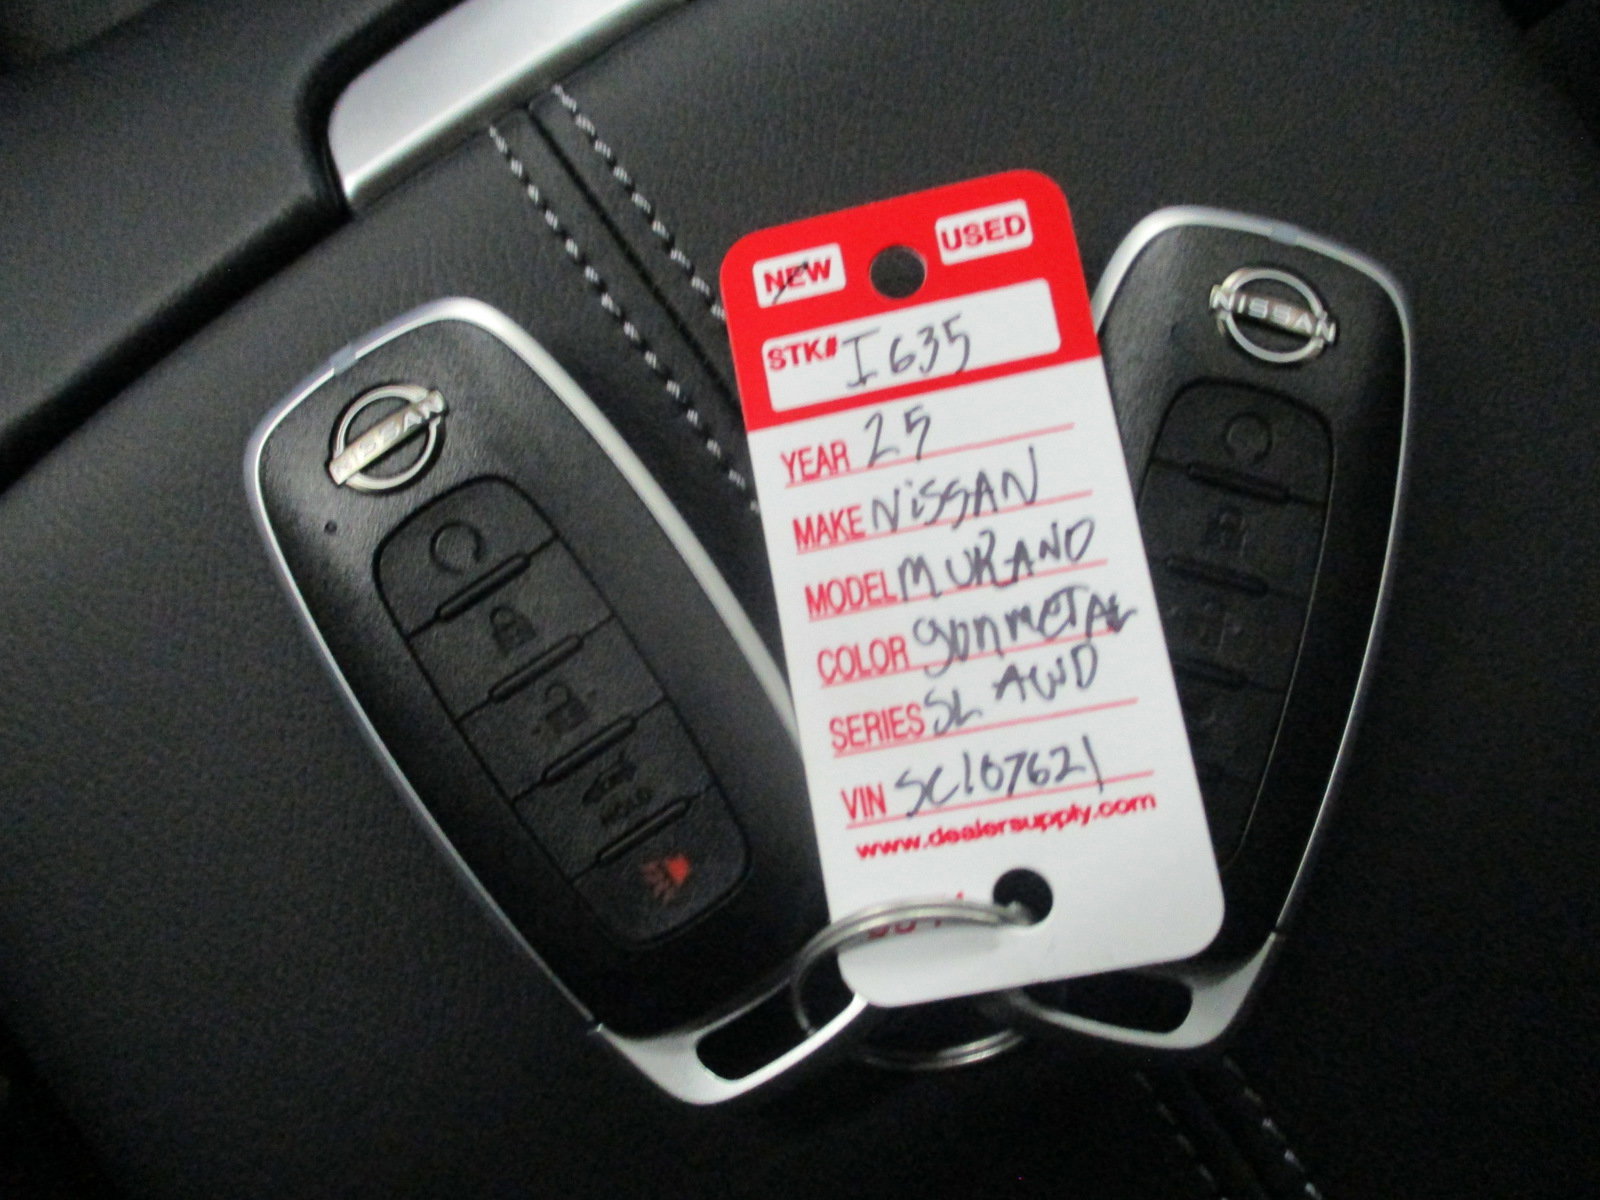 NEW USED
STK# I635
YEAR 25
MAKE NiSSAN
MODEL MURANO
COLOR gunmeTAL
SERIES SL AWD
VIN SC107621
www.dealersupply.com
NISSAN
NISSAN
HOLD